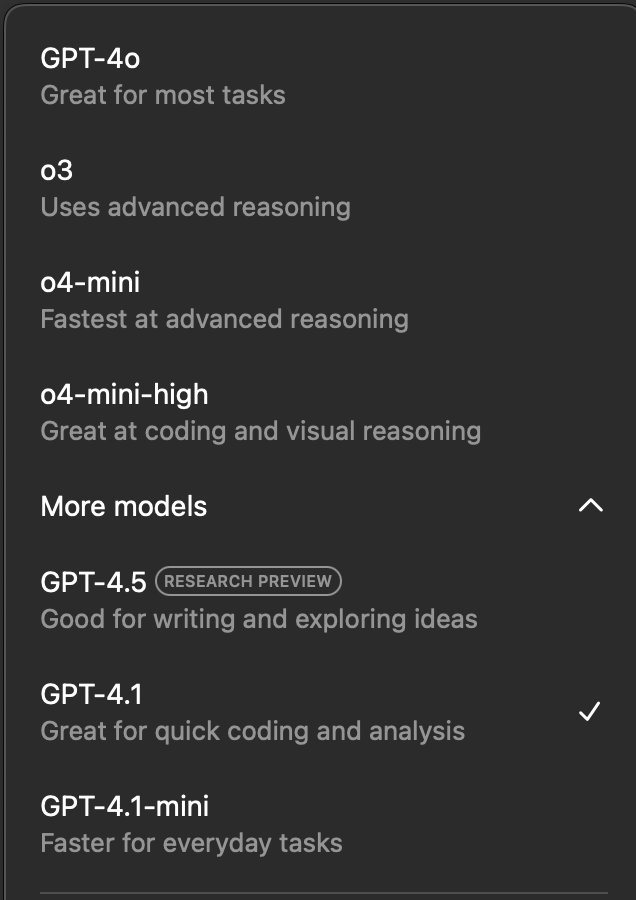 GPT-4o
Great for most tasks
o3
Uses advanced reasoning
o4-mini
Fastest at advanced reasoning
o4-mini-high
Great at coding and visual reasoning
More models
GPT-4.5 RESEARCH PREVIEW
Good for writing and exploring ideas
GPT-4.1
Great for quick coding and analysis
GPT-4.1-mini
Faster for everyday tasks